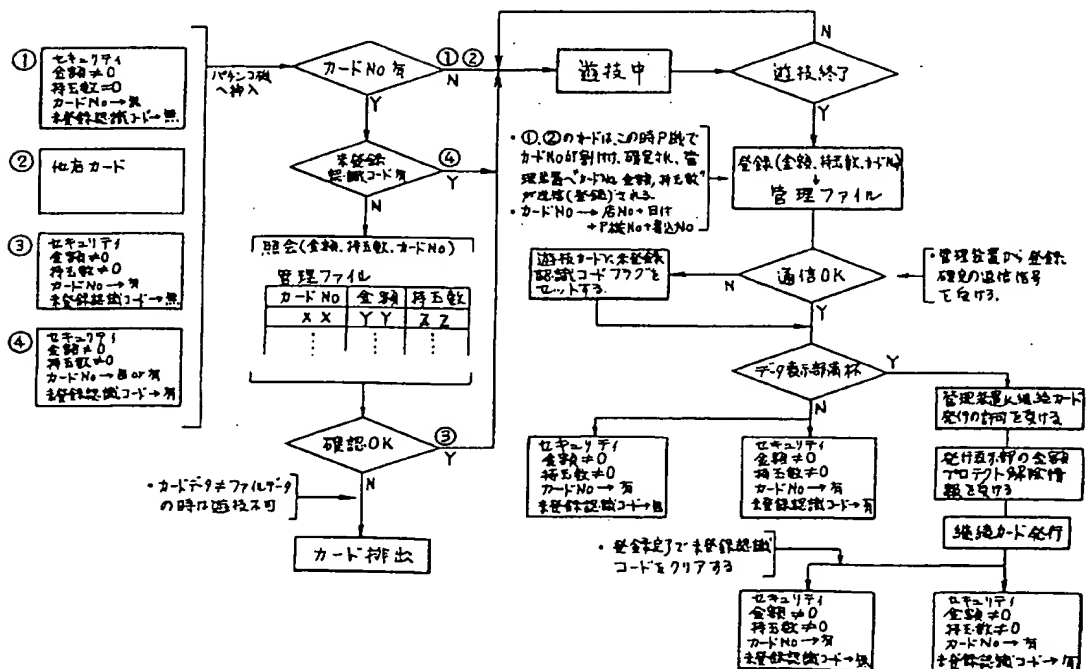 ①
セキュリティ
金額≠0
持玉数=0
カードNo→無
未登録認識コード→無
②
他店カード
③
セキュリティ
金額≠0
持玉数≠0
カードNo→有
未登録認識コード→無
④
セキュリティ
金額≠0
持玉数≠0
カードNo→無or有
未登録認識コード→有
パチンコ機
へ挿入
カードNo有
① ②
N
Y
未登録
認識コード有
④
Y
N
照会(金額、持玉数、カードNo)
管理ファイル
カードNo 金額 持玉数
XX YY ZZ
確認OK
③
Y
N
・カードデータ≠ファイルデータ
の時は遊技不可
カード排出
遊技中
遊技終了
N
Y
・①、②のカードは、この時P機で
カードNoが割付け、確定され、管
理装置へ"カードNo、金額、持玉数"
が送信(登録)される。
・カードNo→店No+日付
+P機No+書込No
登録(金額、持玉数、カードNo)
↓
管理ファイル
通信OK
N
Y
・管理装置から登録
確定の返信信号
を受ける。
遊技カードに未登録
認識コードフラグを
セットする。
データ表示部満杯
Y
N
管理装置に継続カード
発行の許可を受ける
発行表示部の金額
プロテクト解除情
報を受ける
継続カード発行
セキュリティ
金額≠0
持玉数≠0
カードNo→有
未登録認識コード→無
セキュリティ
金額≠0
持玉数≠0
カードNo→有
未登録認識コード→有
・登録完了で未登録認識
コードをクリアする
セキュリティ
金額≠0
持玉数≠0
カードNo→有
未登録認識コード→無
セキュリティ
金額≠0
持玉数≠0
カードNo→有
未登録認識コード→有